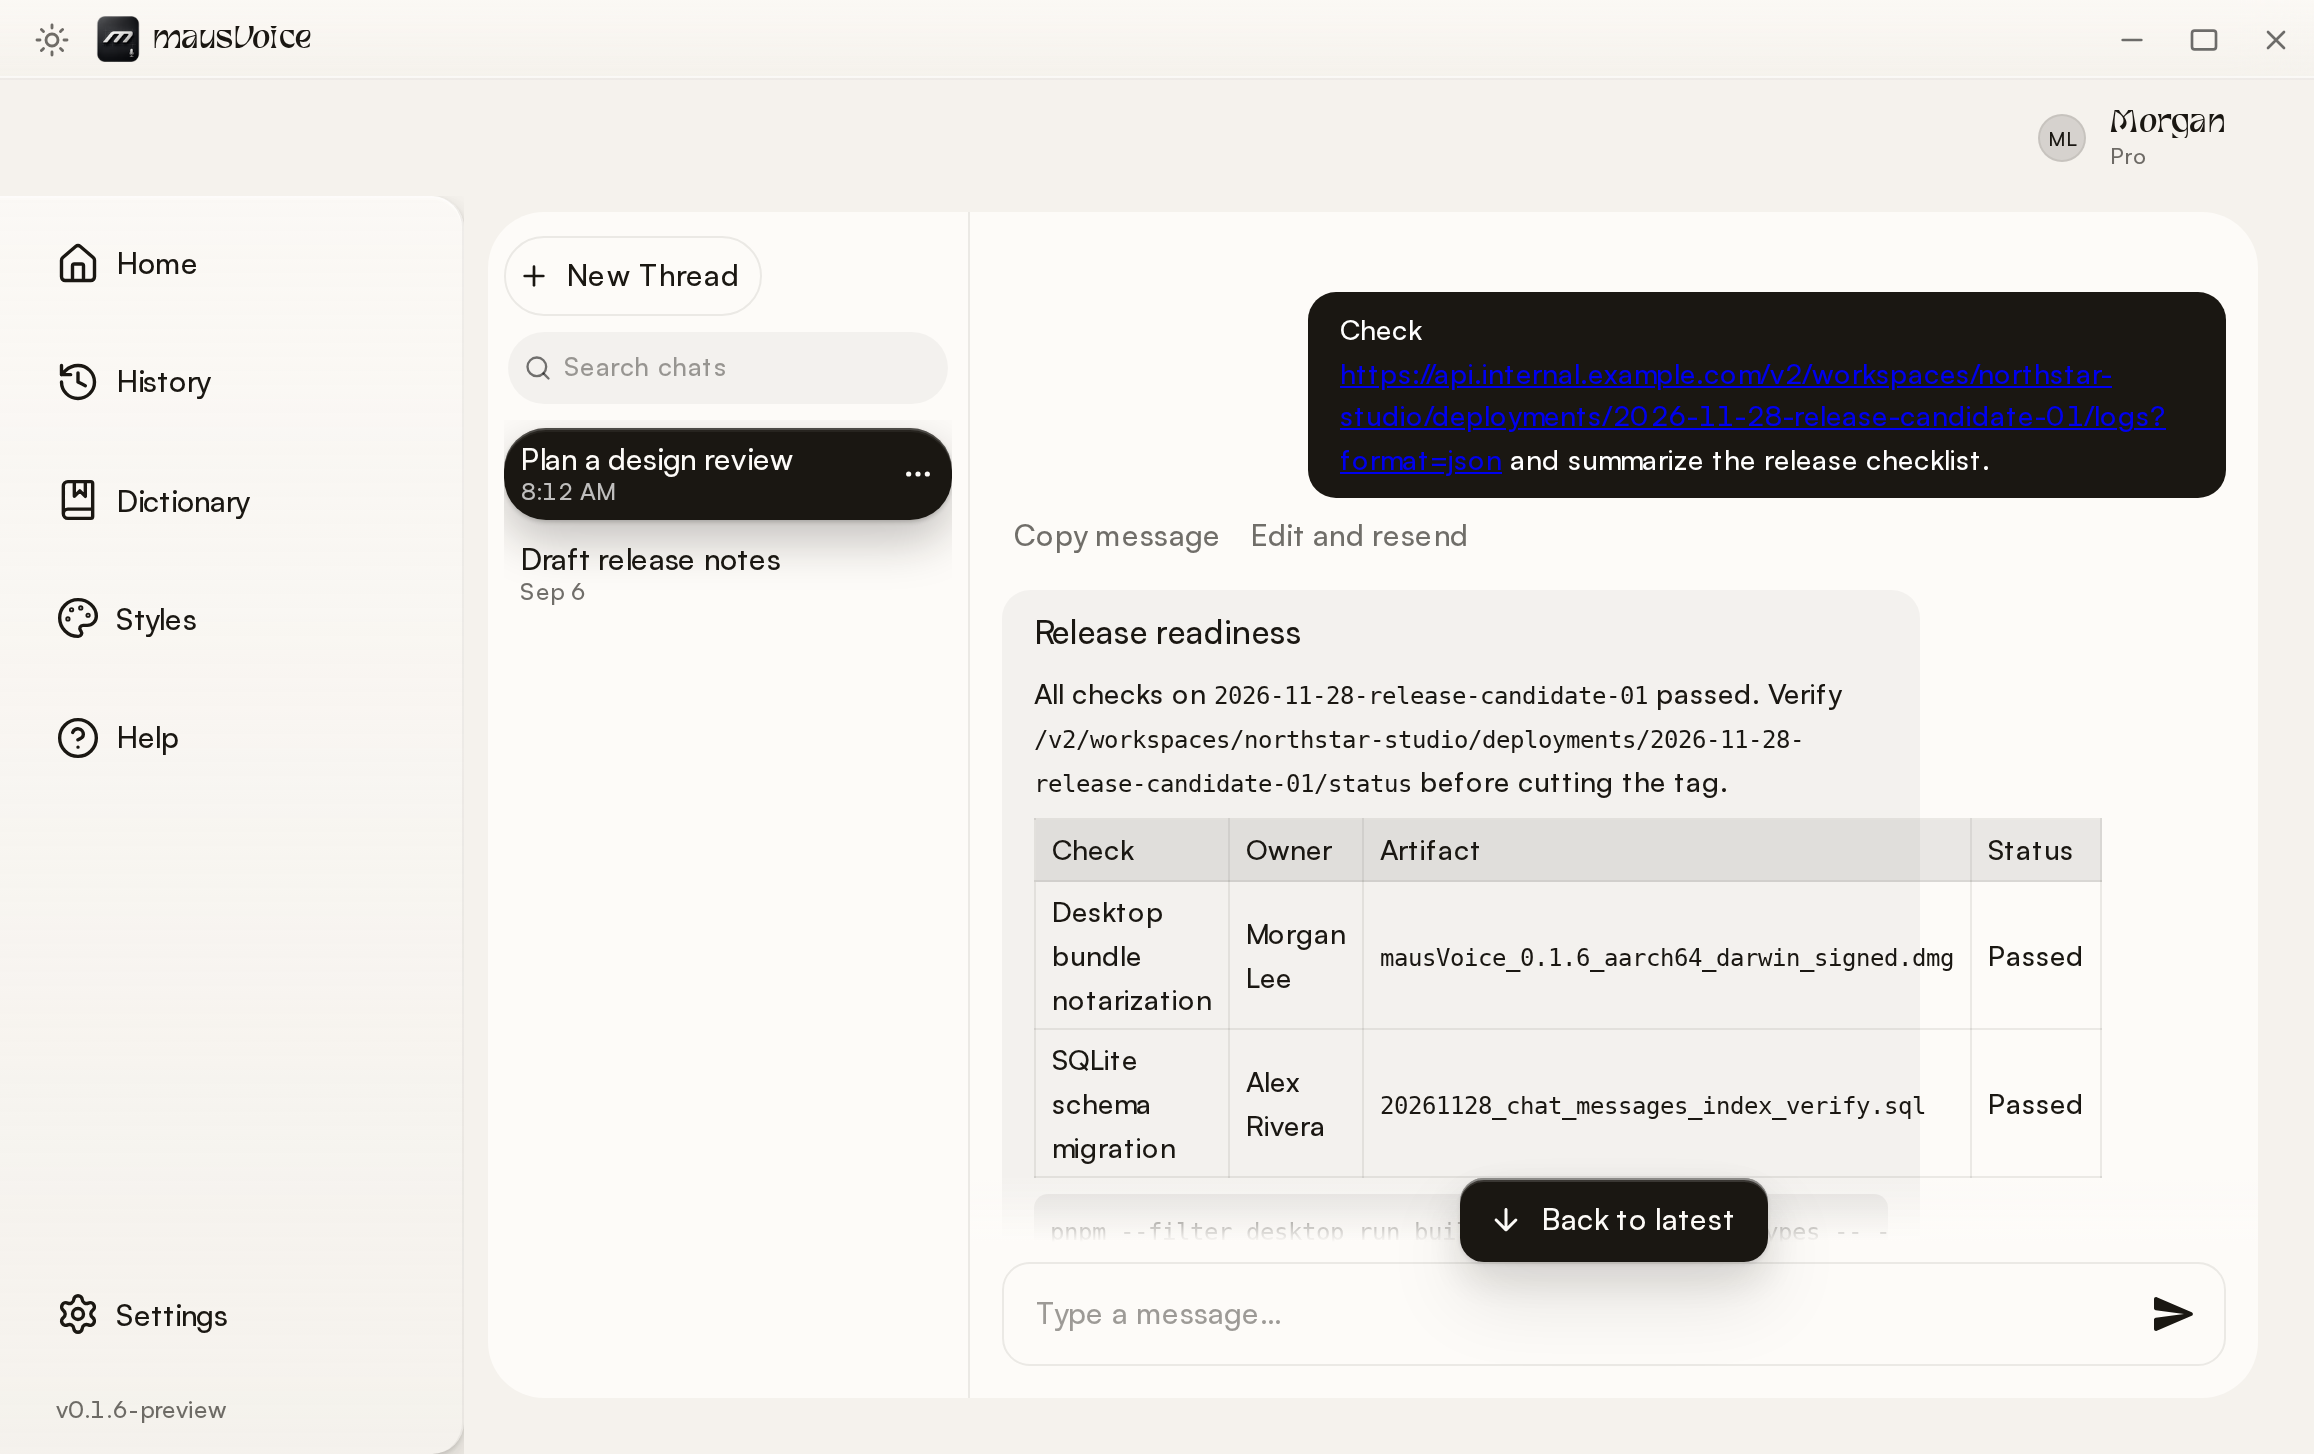 mausVoice
ML
Morgan
Pro
Home
History
Dictionary
Styles
Help
Settings
v0.1.6-preview
New Thread
Search chats
Plan a design review
8:12 AM
Draft release notes
Sep 6
Check
https://api.internal.example.com/v2/workspaces/northstar-
studio/deployments/2026-11-28-release-candidate-01/logs?
format=json and summarize the release checklist.
Copy message Edit and resend
Release readiness
All checks on 2026-11-28-release-candidate-01 passed. Verify
/v2/workspaces/northstar-studio/deployments/2026-11-28-
release-candidate-01/status before cutting the tag.
Check Owner Artifact Status
Desktop bundle notarization Morgan Lee mausVoice_0.1.6_aarch64_darwin_signed.dmg Passed
SQLite schema migration Alex Rivera 20261128_chat_messages_index_verify.sql Passed
pnpm --filter desktop run -- -
Back to latest
Type a message...